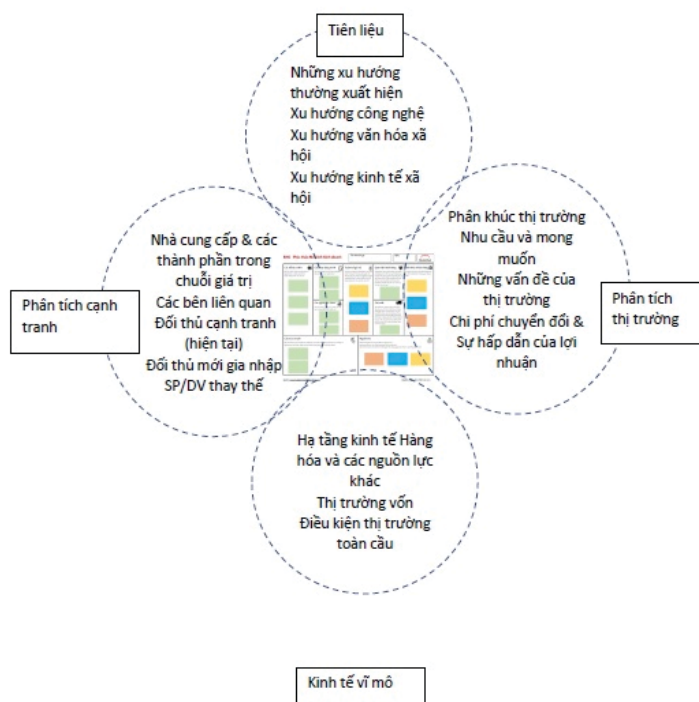 Tiên liệu
Những xu hướng
thường xuất hiện
Xu hướng công nghệ
Xu hướng văn hóa xã
hội
Xu hướng kinh tế xã
hội
Phân tích cạnh
tranh
Nhà cung cấp & các
thành phần trong
chuỗi giá trị
Các bên liên quan
Đối thủ cạnh tranh
(hiện tại)
Đối thủ mới gia nhập
SP/DV thay thế
Phân khúc thị trường
Nhu cầu và mong
muốn
Những vấn đề của
thị trường
Chi phí chuyển đổi &
Sự hấp dẫn của lợi
nhuận
Phân tích
thị trường
Hạ tầng kinh tế Hàng
hóa và các nguồn lực
khác
Thị trường vốn
Điều kiện thị trường
toàn cầu
Kinh tế vĩ mô